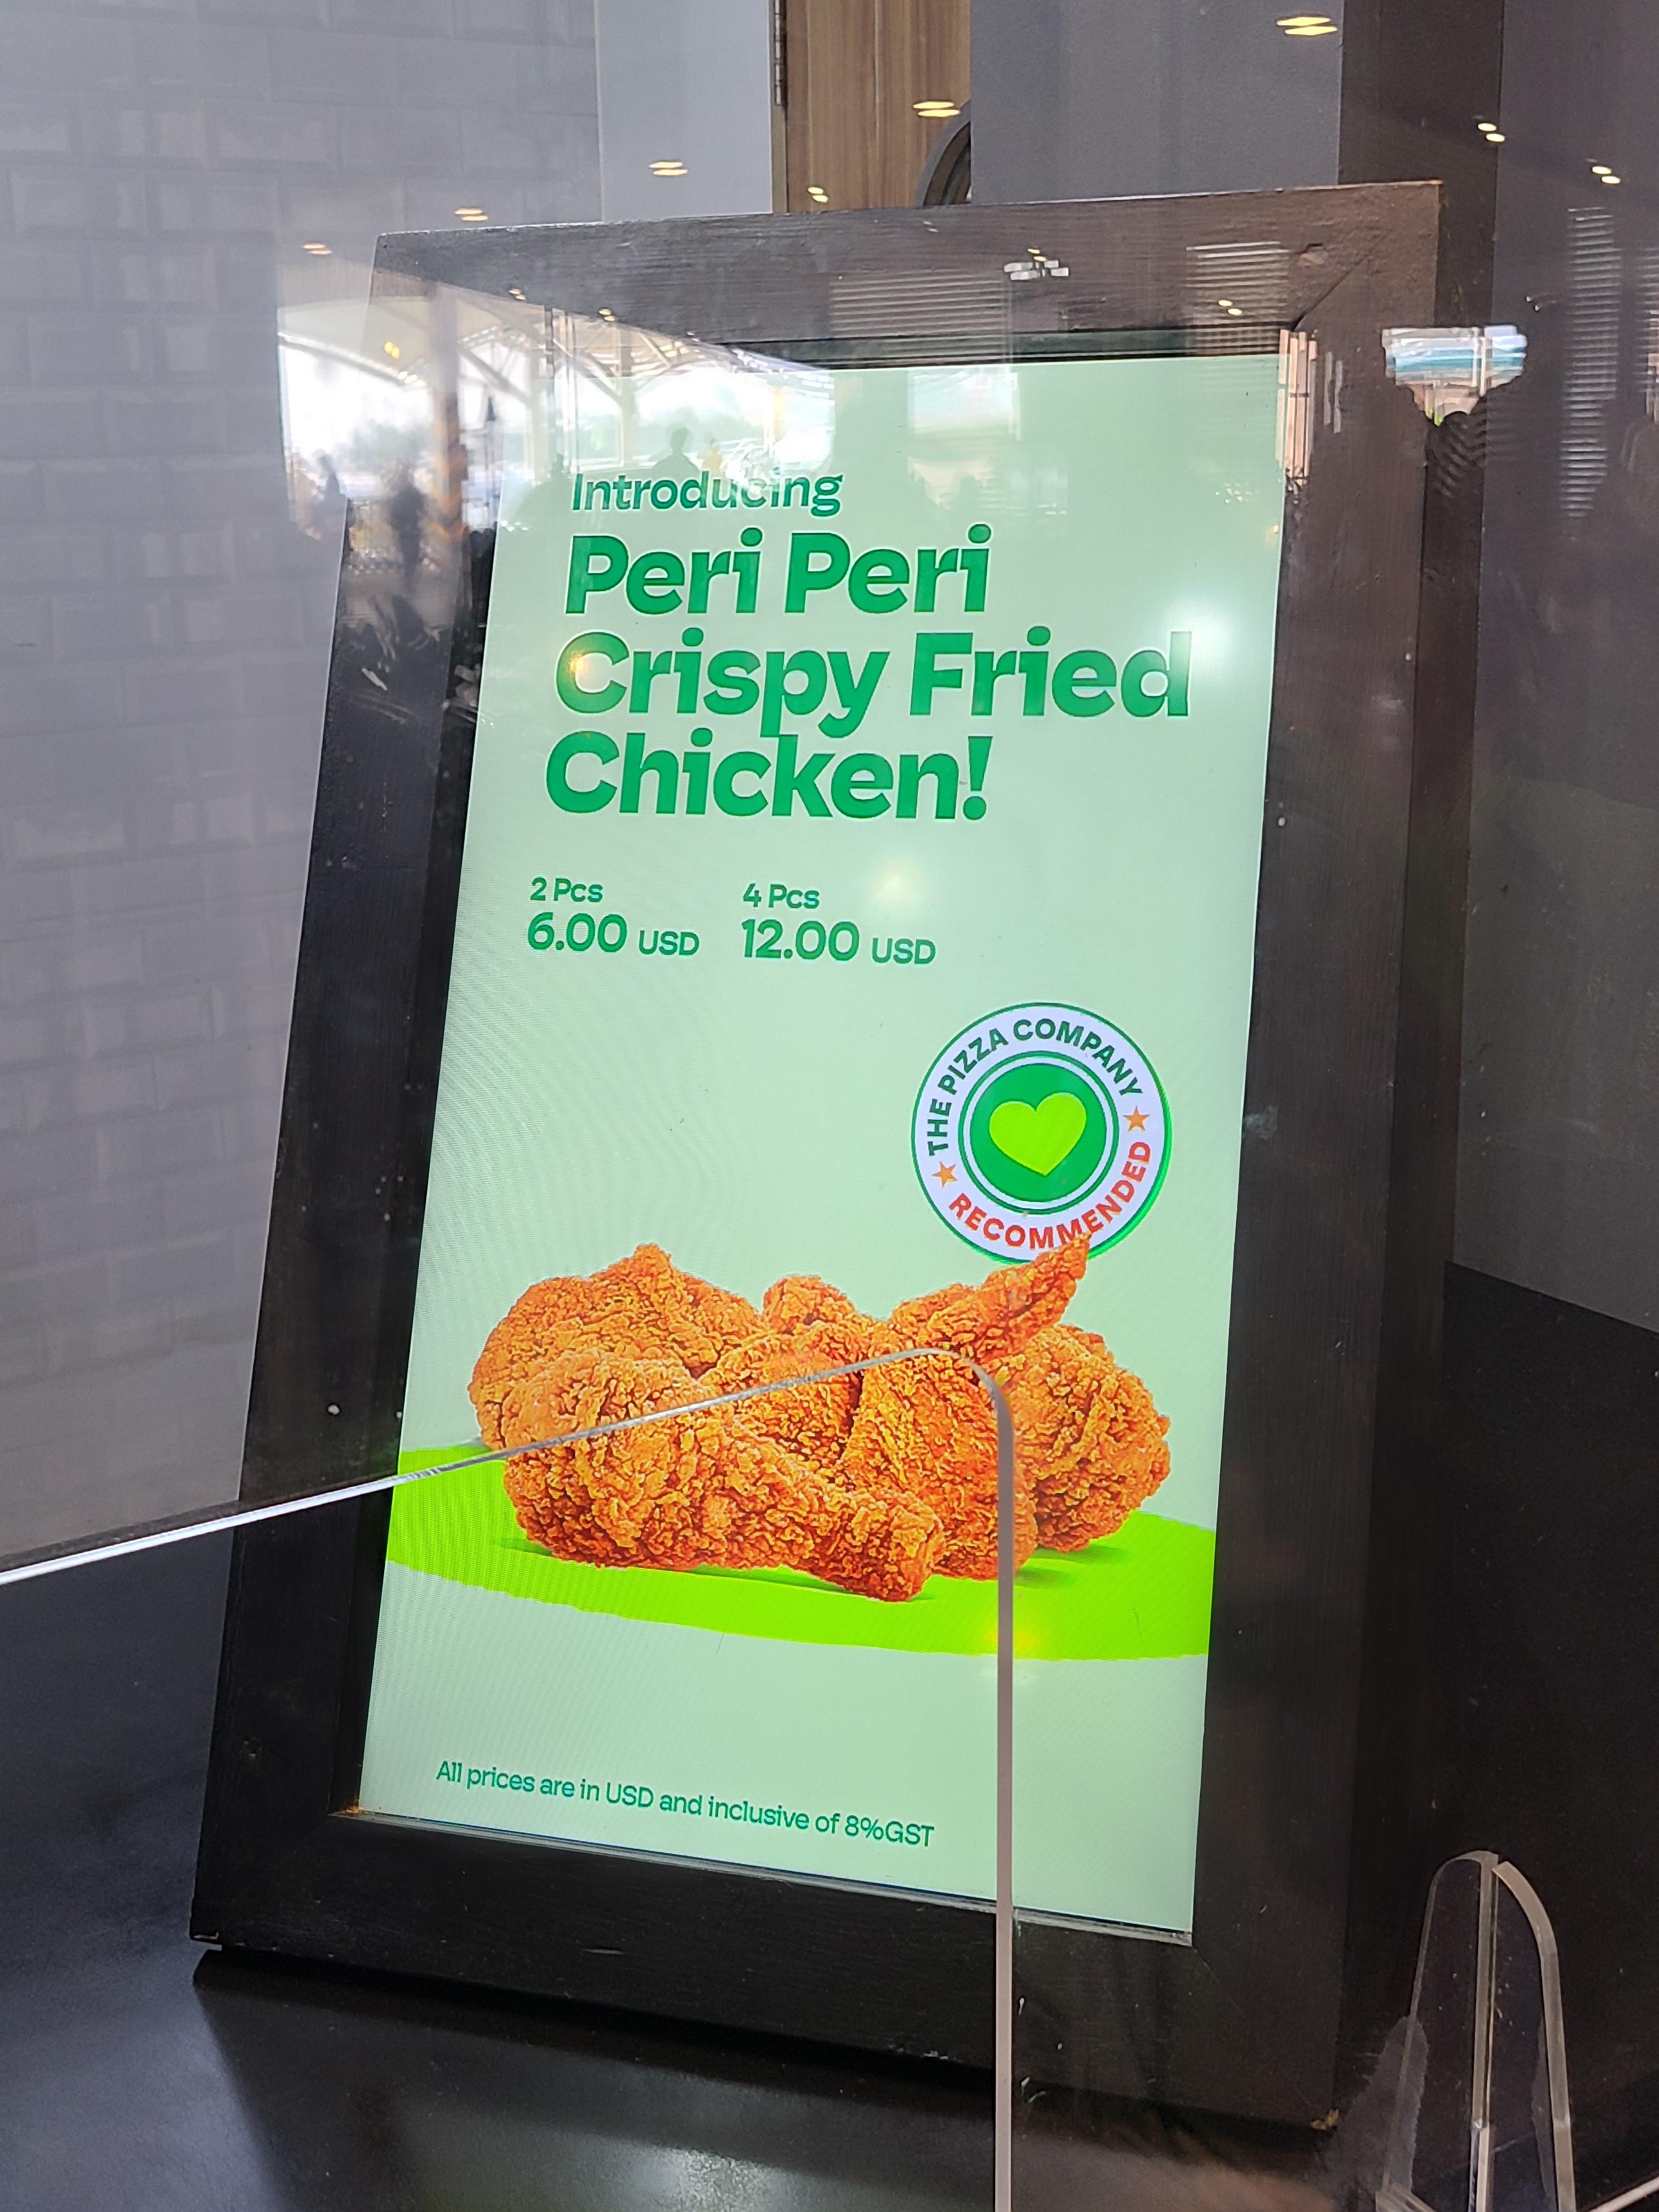 Introducing
Peri Peri
Crispy Fried
Chicken!
2 Pcs 4 Pcs
6.00 USD 12.00 USD
THE PIZZA COMPANY
RECOMMENDED
All prices are in USD and inclusive of 8%GST